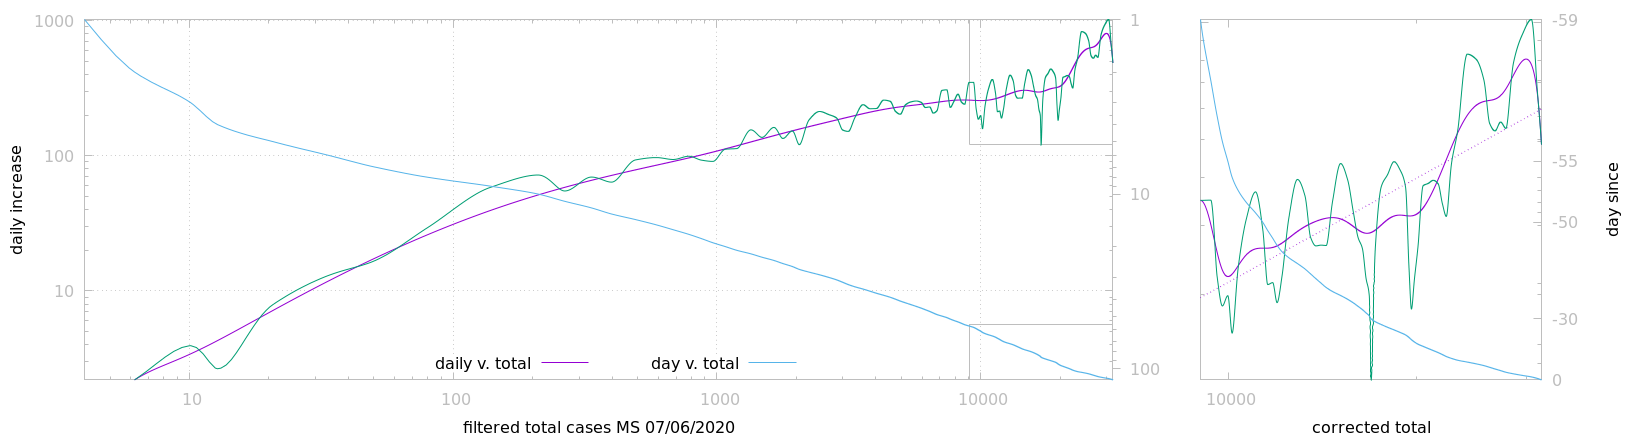 1000
100
10
daily increase
10
100
1000
10000
filtered total cases MS 07/06/2020
daily v. total
day v. total
1
10
100
10000
corrected total
-59
-55
-50
-30
0
day since